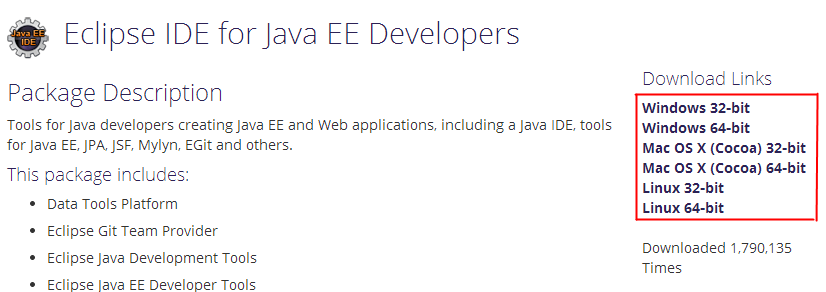 Java EE
IDE
Eclipse IDE for Java EE Developers
Package Description
Tools for Java developers creating Java EE and Web applications, including a Java IDE, tools
for Java EE, JPA, JSF, Mylyn, EGit and others.
This package includes:
Data Tools Platform
Eclipse Git Team Provider
Eclipse Java Development Tools
Eclipse Java EE Developer Tools
Download Links
Windows 32-bit
Windows 64-bit
Mac OS X (Cocoa) 32-bit
Mac OS X (Cocoa) 64-bit
Linux 32-bit
Linux 64-bit
Downloaded 1,790,135
Times